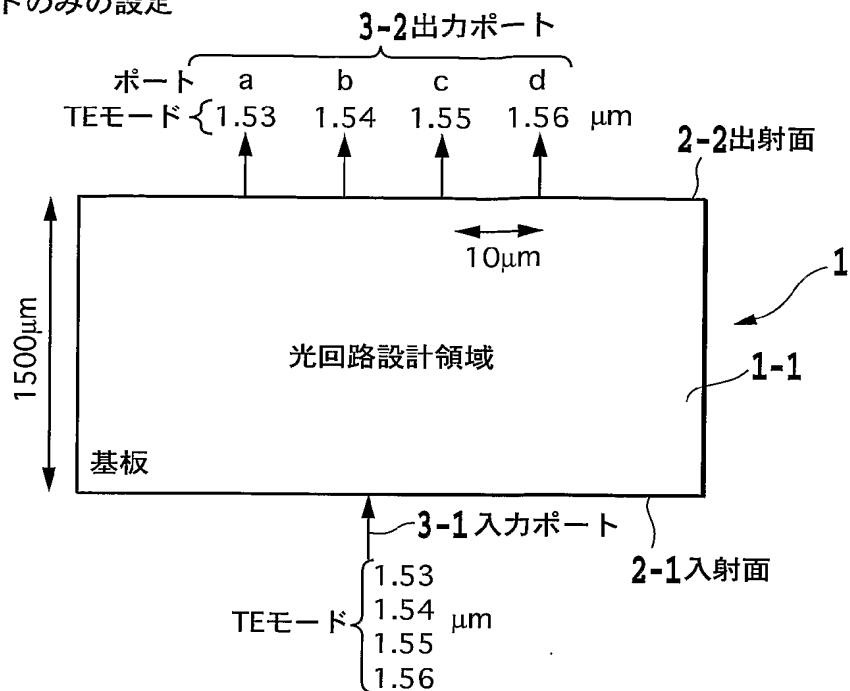 ドのみの設定
3-2出力ポート
ポート a b c d
TEモード 1.53 1.54 1.55 1.56 μm
2-2出射面
10μm
1
1500μm
光回路設計領域
1-1
基板
3-1入力ポート
2-1入射面
1.53
1.54
TEモード μm
1.55
1.56